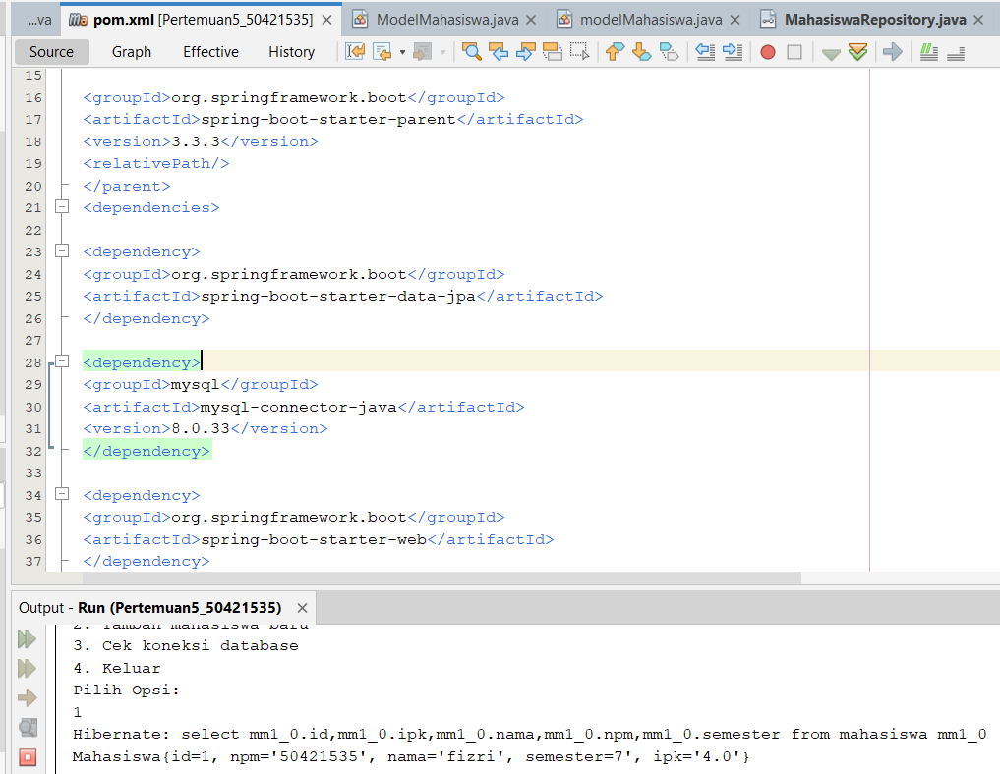 ...va pom.xml [Pertemuan5_50421535] ModelMahasiswa.java modelMahasiswa.java MahasiswaRepository.java
Source Graph Effective History
15
16 <groupId>org.springframework.boot</groupId>
17 <artifactId>spring-boot-starter-parent</artifactId>
18 <version>3.3.3</version>
19 <relativePath/>
20 </parent>
21 <dependencies>
22
23 <dependency>
24 <groupId>org.springframework.boot</groupId>
25 <artifactId>spring-boot-starter-data-jpa</artifactId>
26 </dependency>
27
28 <dependency>
29 <groupId>mysql</groupId>
30 <artifactId>mysql-connector-java</artifactId>
31 <version>8.0.33</version>
32 </dependency>
33
34 <dependency>
35 <groupId>org.springframework.boot</groupId>
36 <artifactId>spring-boot-starter-web</artifactId>
37 </dependency>
Output - Run (Pertemuan5_50421535)
2. Tambah mahasiswa baru
3. Cek koneksi database
4. Keluar
Pilih Opsi:
1
Hibernate: select mm1_0.id,mm1_0.ipk,mm1_0.nama,mm1_0.npm,mm1_0.semester from mahasiswa mm1_0
Mahasiswa{id=1, npm='50421535', nama='fizri', semester=7', ipk='4.0'}